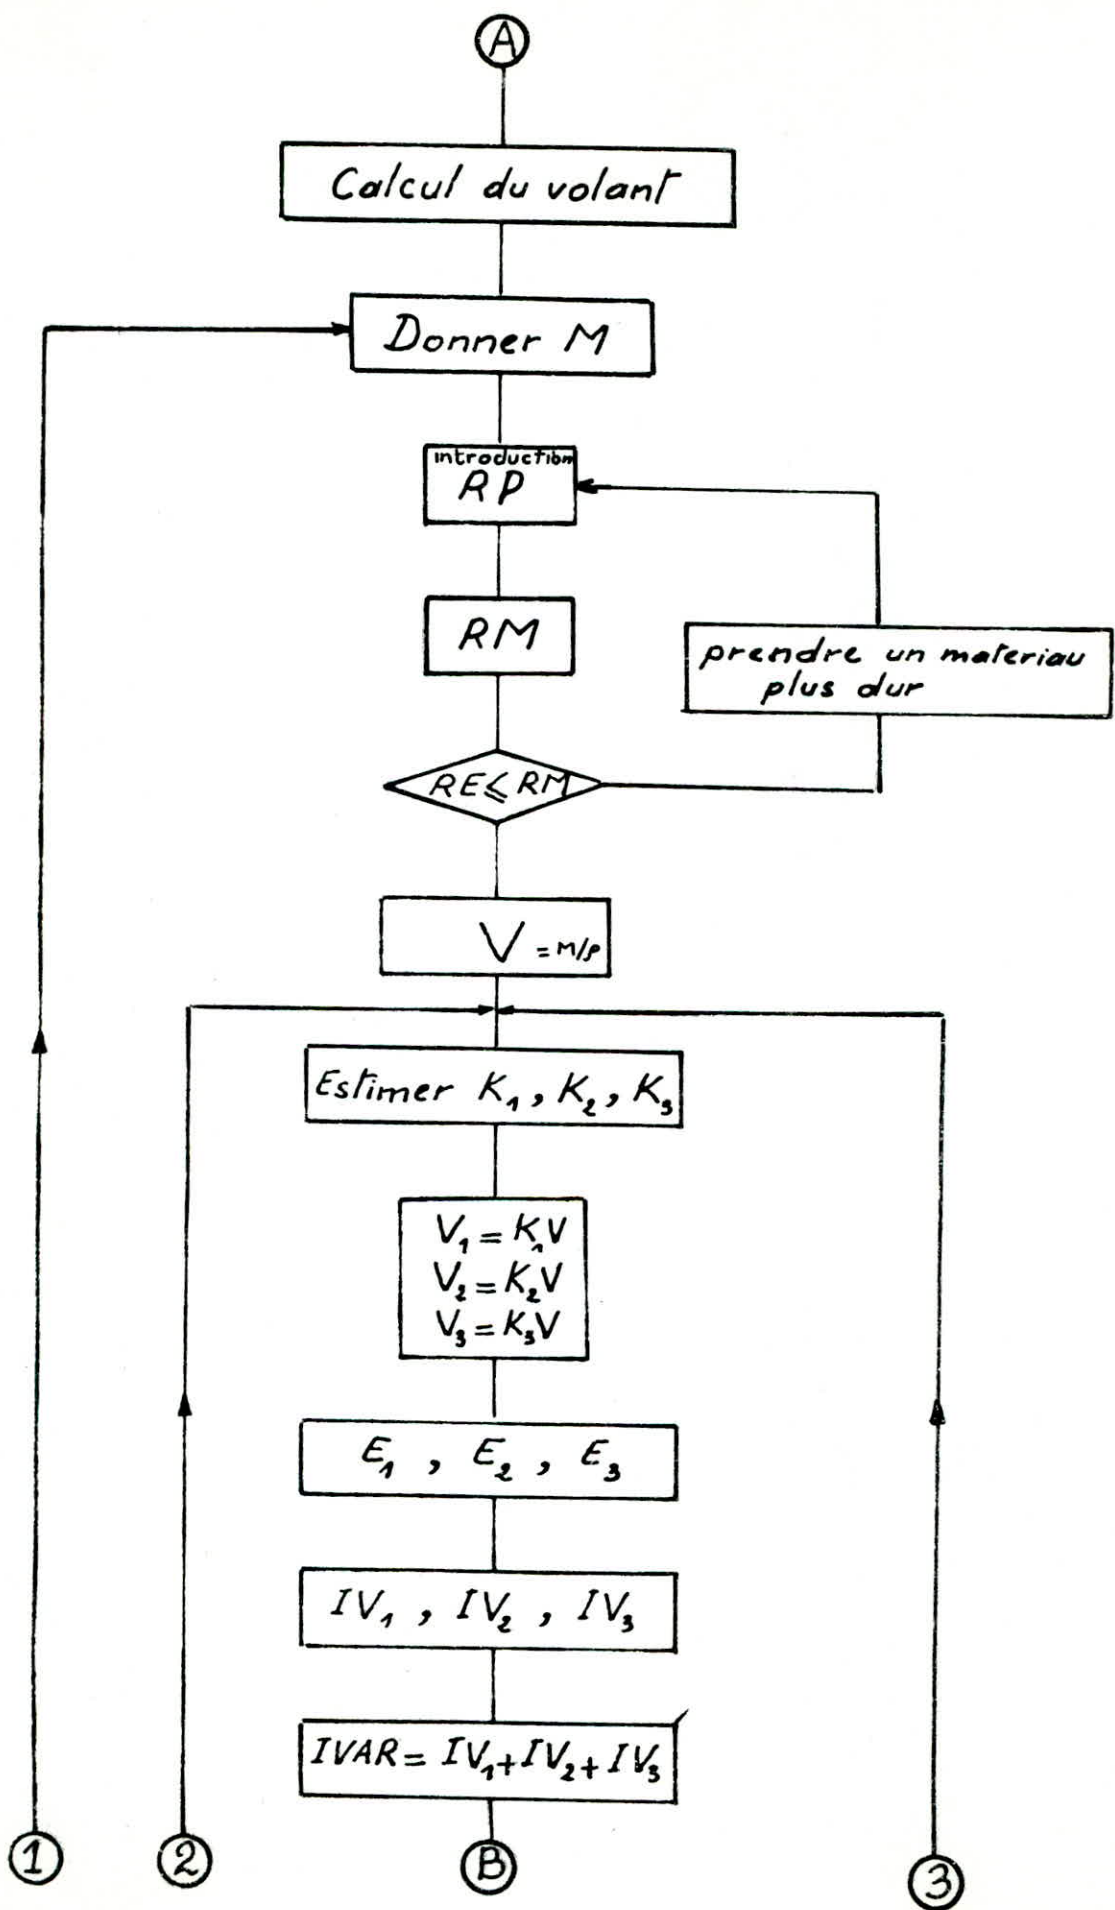 A
Calcul du volant
Donner M
introduction
RP
RM
prendre un materiau
plus dur
RE ≤ RM
V = M/ρ
Estimer K₁, K₂, K₃
V₁ = K₁V
V₂ = K₂V
V₃ = K₃V
E₁ , E₂ , E₃
IV₁ , IV₂ , IV₃
IVAR = IV₁+IV₂+IV₃
1
2
B
3